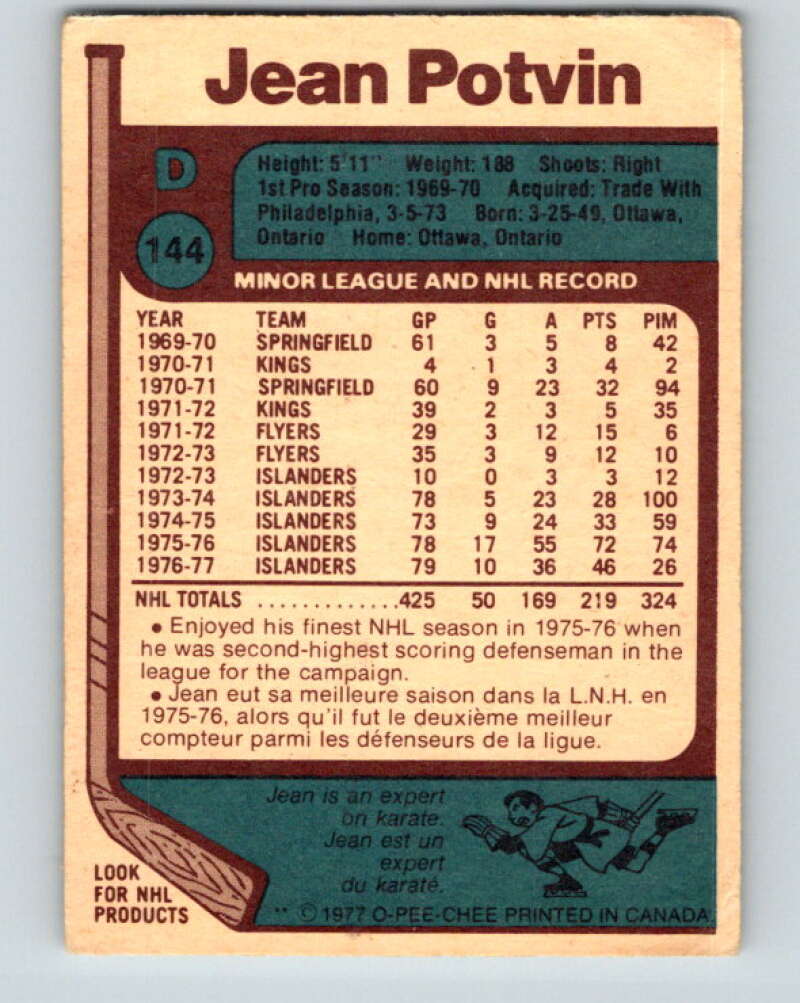 Jean Potvin
D
144
Height: 5'11" Weight: 188 Shoots: Right
1st Pro Season: 1969-70 Acquired: Trade With
Philadelphia, 3-5-73 Born: 3-25-49, Ottawa,
Ontario Home: Ottawa, Ontario
MINOR LEAGUE AND NHL RECORD
YEAR TEAM GP G A PTS PIM
1969-70 SPRINGFIELD 61 3 5 8 42
1970-71 KINGS 4 1 3 4 2
1970-71 SPRINGFIELD 60 9 23 32 94
1971-72 KINGS 39 2 3 5 35
1971-72 FLYERS 29 3 12 15 6
1972-73 FLYERS 35 3 9 12 10
1972-73 ISLANDERS 10 0 3 3 12
1973-74 ISLANDERS 78 5 23 28 100
1974-75 ISLANDERS 73 9 24 33 59
1975-76 ISLANDERS 78 17 55 72 74
1976-77 ISLANDERS 79 10 36 46 26
NHL TOTALS .............425 50 169 219 324
• Enjoyed his finest NHL season in 1975-76 when
he was second-highest scoring defenseman in the
league for the campaign.
• Jean eut sa meilleure saison dans la L.N.H. en
1975-76, alors qu'il fut le deuxième meilleur
compteur parmi les défenseurs de la ligue.
Jean is an expert
on karate.
Jean est un
expert
du karaté.
LOOK
FOR NHL
PRODUCTS
** © 1977 O-PEE-CHEE PRINTED IN CANADA